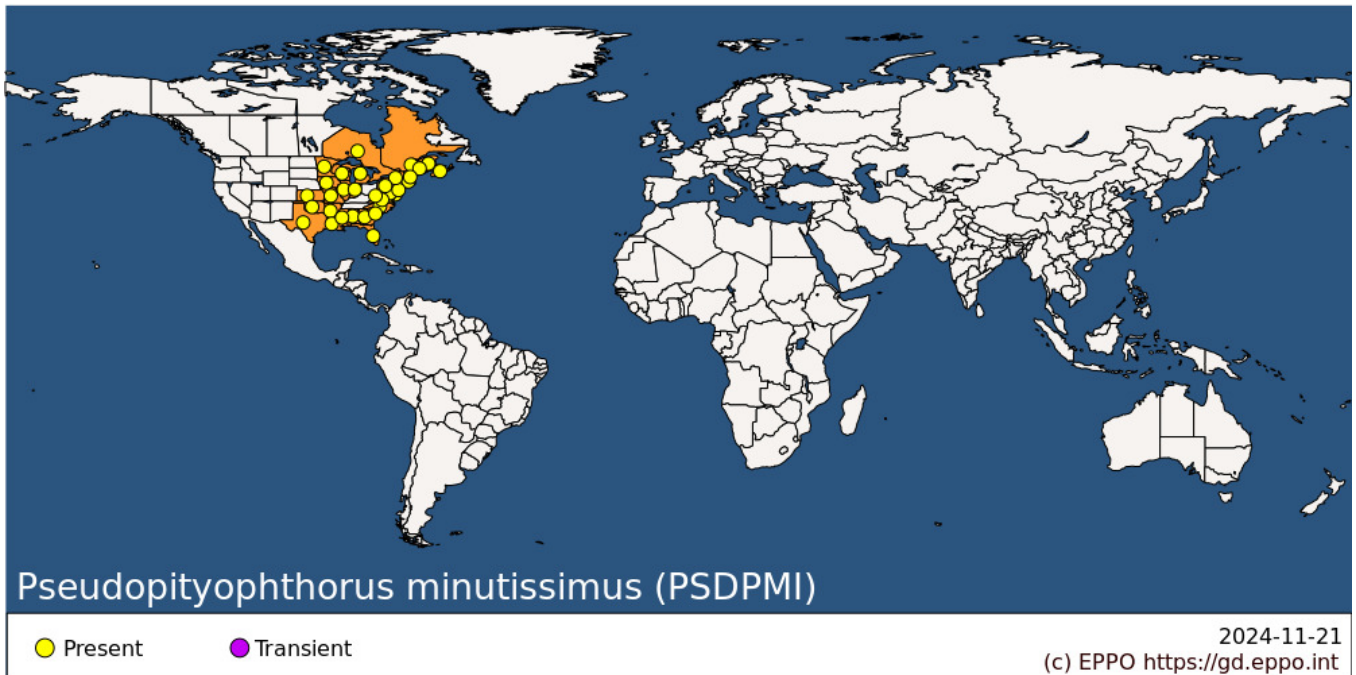 Pseudopityophthorus minutissimus (PSDPMI)
Present
Transient
2024-11-21
(c) EPPO https://gd.eppo.int